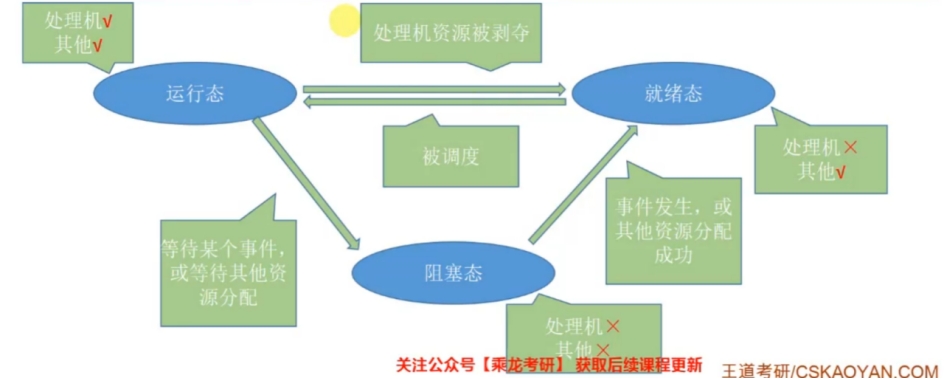 处理机√
其他√
处理机资源被剥夺
运行态
就绪态
被调度
处理机×
其他√
事件发生，或
其他资源分配
成功
等待某个事件，
或等待其他资
源分配
阻塞态
处理机×
其他×
关注公众号【乘龙考研】 获取后续课程更新
王道考研/CSKAOYAN.COM